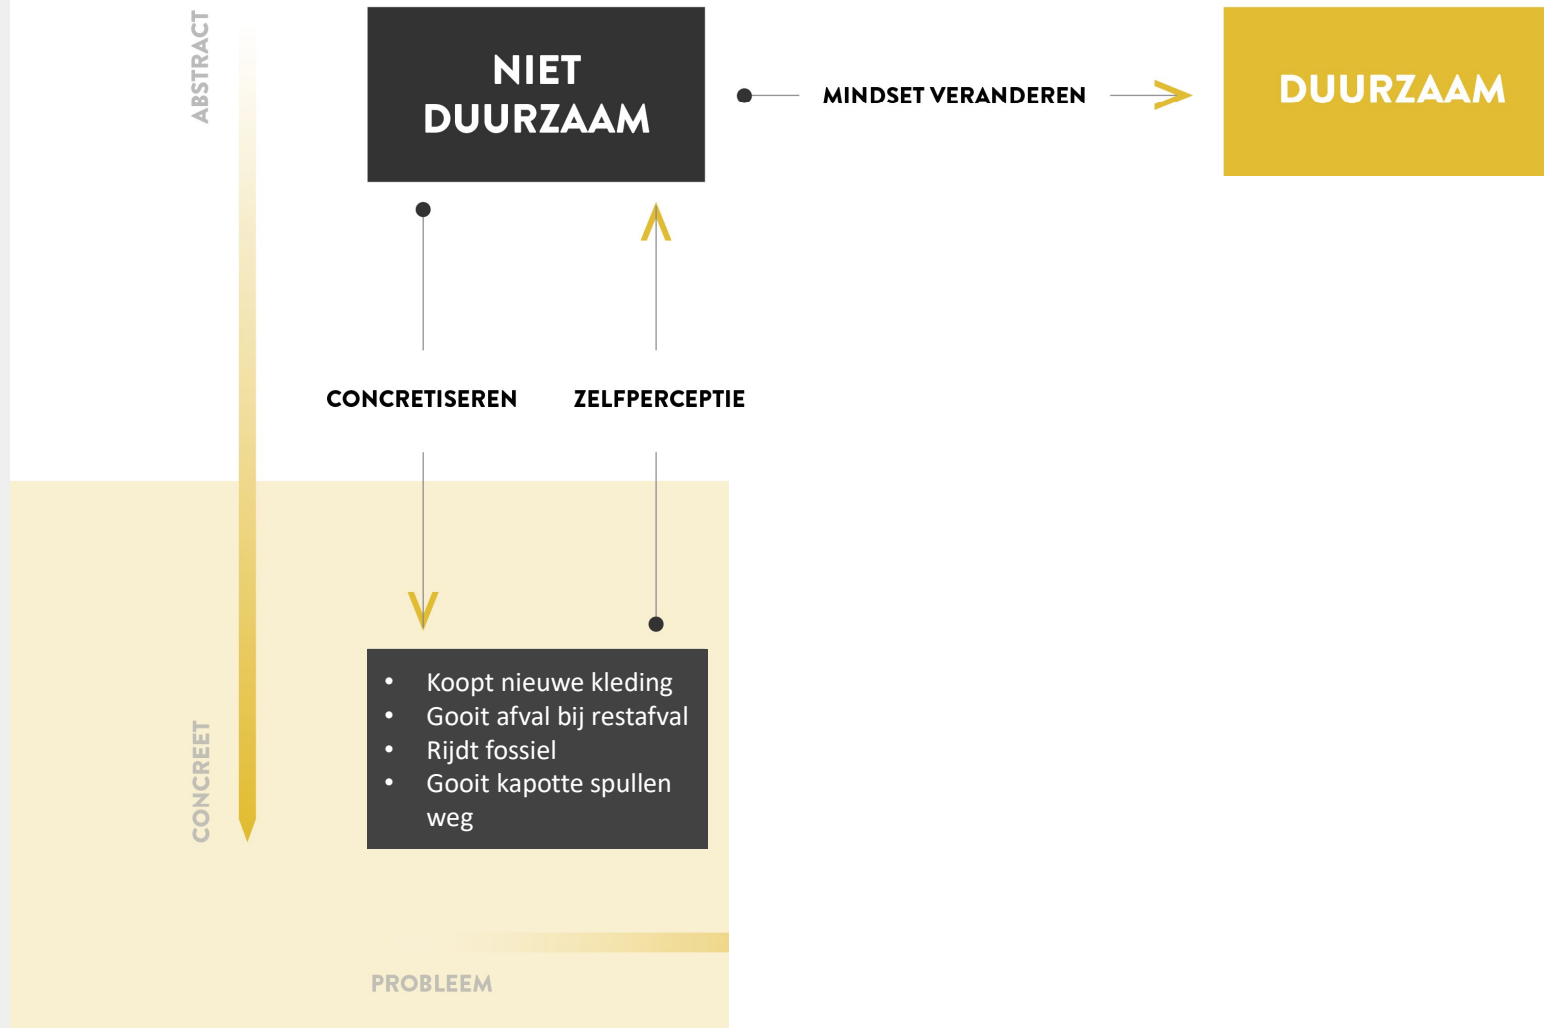 ABSTRACT
NIET
DUURZAAM
MINDSET VERANDEREN
DUURZAAM
CONCRETISEREN
ZELFPERCEPTIE
• Koopt nieuwe kleding
• Gooit afval bij restafval
• Rijdt fossiel
• Gooit kapotte spullen
weg
CONCREET
PROBLEEM